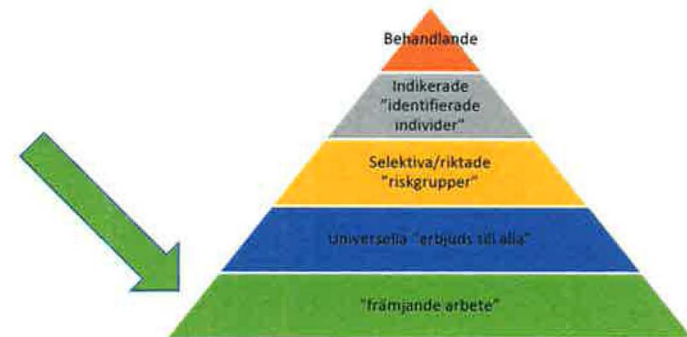 Behandlande
Indikerade
"identifierade
individer"
Selektiva/riktade
"riskgrupper"
Universella "erbjuds till alla"
"främjande arbete"